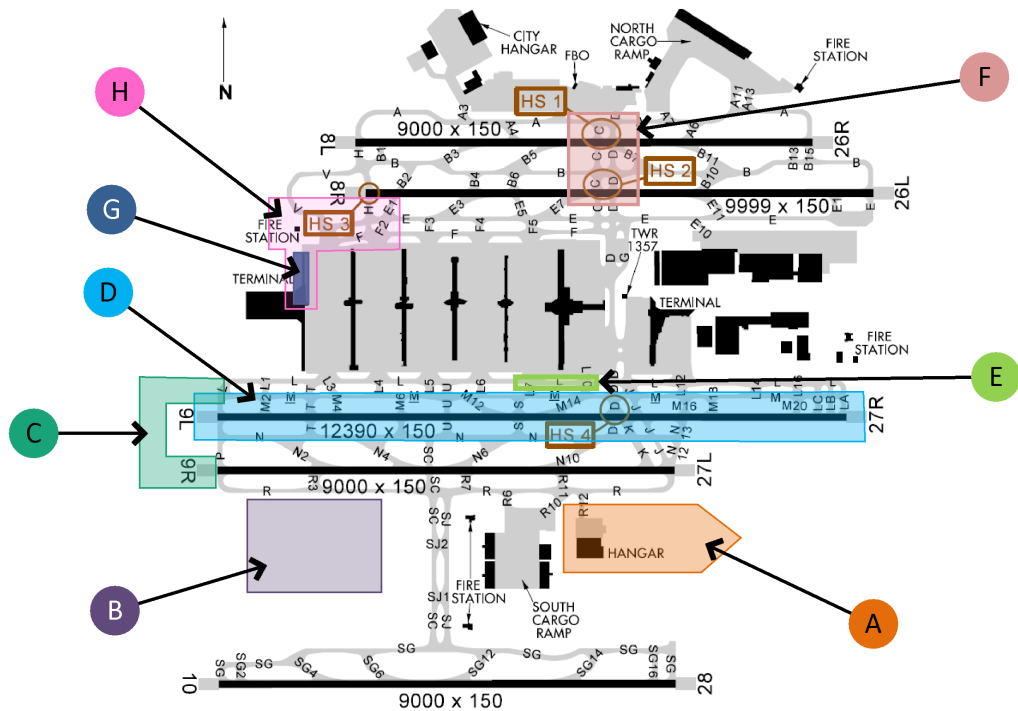 CITY
HANGAR
NORTH
CARGO
RAMP
FIRE
STATION
FBO
N
H
F
HS 1
A
A3
A4
A
C
D
A6
A11
A13
9000 x 150
8L
26R
H
B1
B
B3
B5
C
D
B11
B
B13
B15
HS 2
V
8R
B2
B4
B6
B
C
D
B10
B
26L
G
V
H
E1
E3
E5
E7
C
D
E
E11
9999 x 150
E1
E
HS 3
FIRE
STATION
F
F2
E
F3
F
F4
E
F5
E
F
E10
TWR
1357
D
G
TERMINAL
D
TERMINAL
FIRE
STATION
E
L
L1
L
L3
L4
L
L5
L6
L7
L
L
D
L
L12
L
L14
L
L
M2
M
T
T
M4
M6
M
U
U
M12
M
M14
M
M16
M18
M
M20
LC
LB
LA
C
9L
12390 x 150
S
S
HS 4
D
J
J
J
K
K
27R
N
N2
N
N4
N
SC
N6
N10
N
N
13
12
9R
P
R
R3
9000 x 150
SC
R7
R
R6
R11
R10
R12
R
27L
SC
SJ
SJ2
HANGAR
B
SJ1
SC
SJ
FIRE
STATION
SOUTH
CARGO
RAMP
A
SG
SG2
SG
SG4
SG6
SG
SG12
SG14
SG
SG16
SG
10
28
9000 x 150